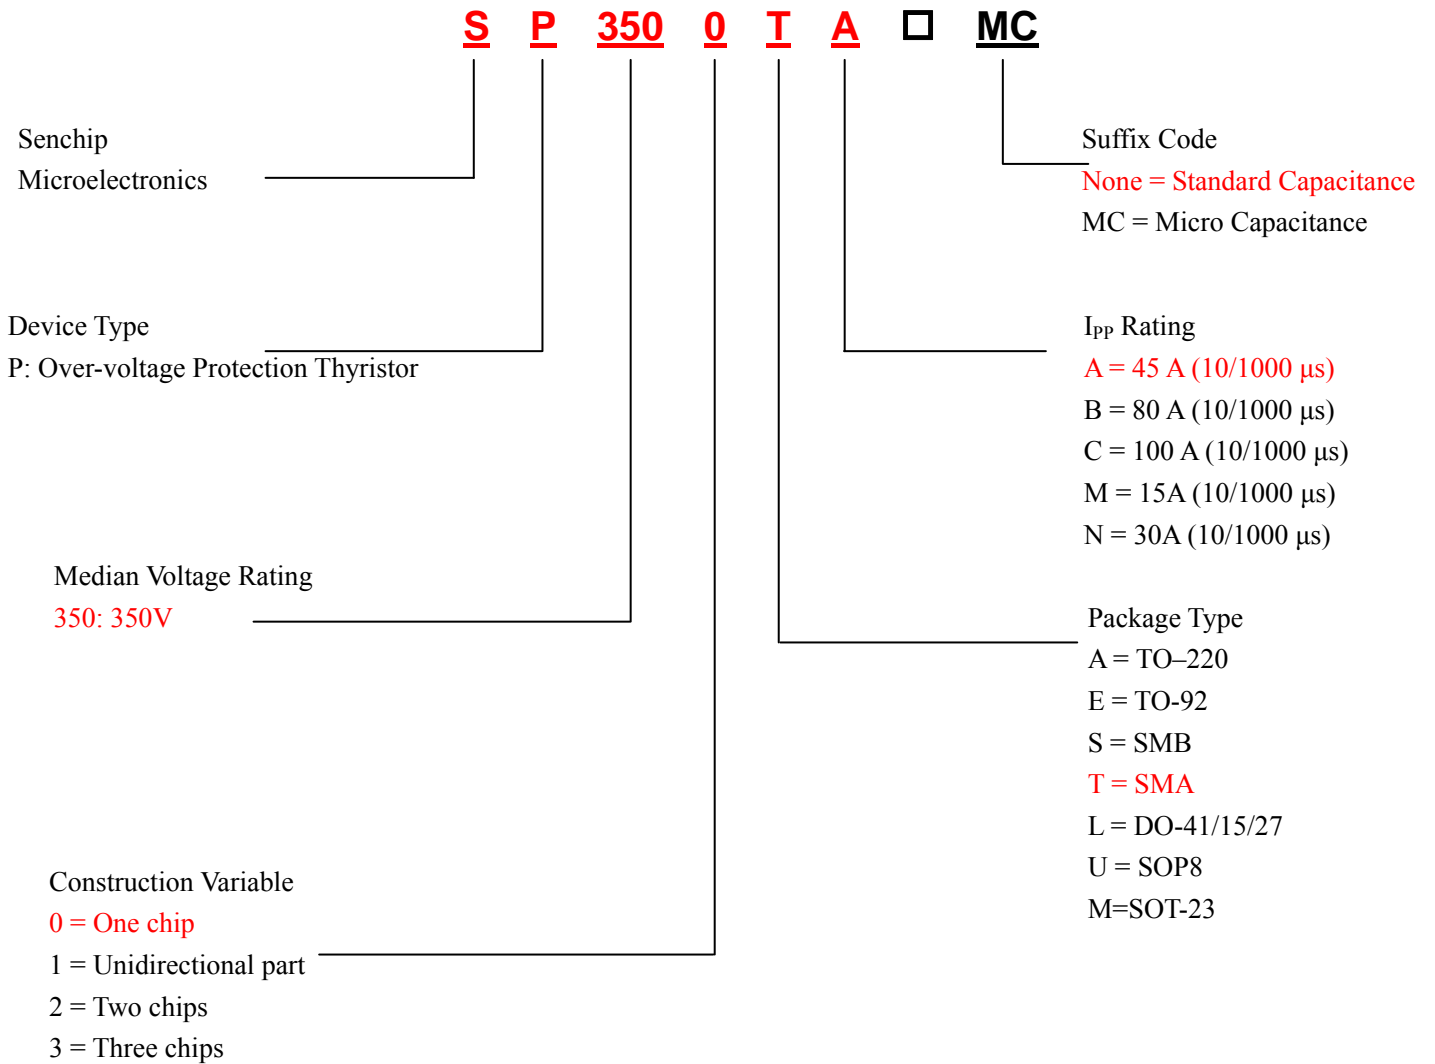 S P 350 0 T A □ MC
Senchip
Microelectronics
Suffix Code
None = Standard Capacitance
MC = Micro Capacitance
Device Type
P: Over-voltage Protection Thyristor
IPP Rating
A = 45 A (10/1000 μs)
B = 80 A (10/1000 μs)
C = 100 A (10/1000 μs)
M = 15A (10/1000 μs)
N = 30A (10/1000 μs)
Median Voltage Rating
350: 350V
Package Type
A = TO–220
E = TO-92
S = SMB
T = SMA
L = DO-41/15/27
U = SOP8
M=SOT-23
Construction Variable
0 = One chip
1 = Unidirectional part
2 = Two chips
3 = Three chips